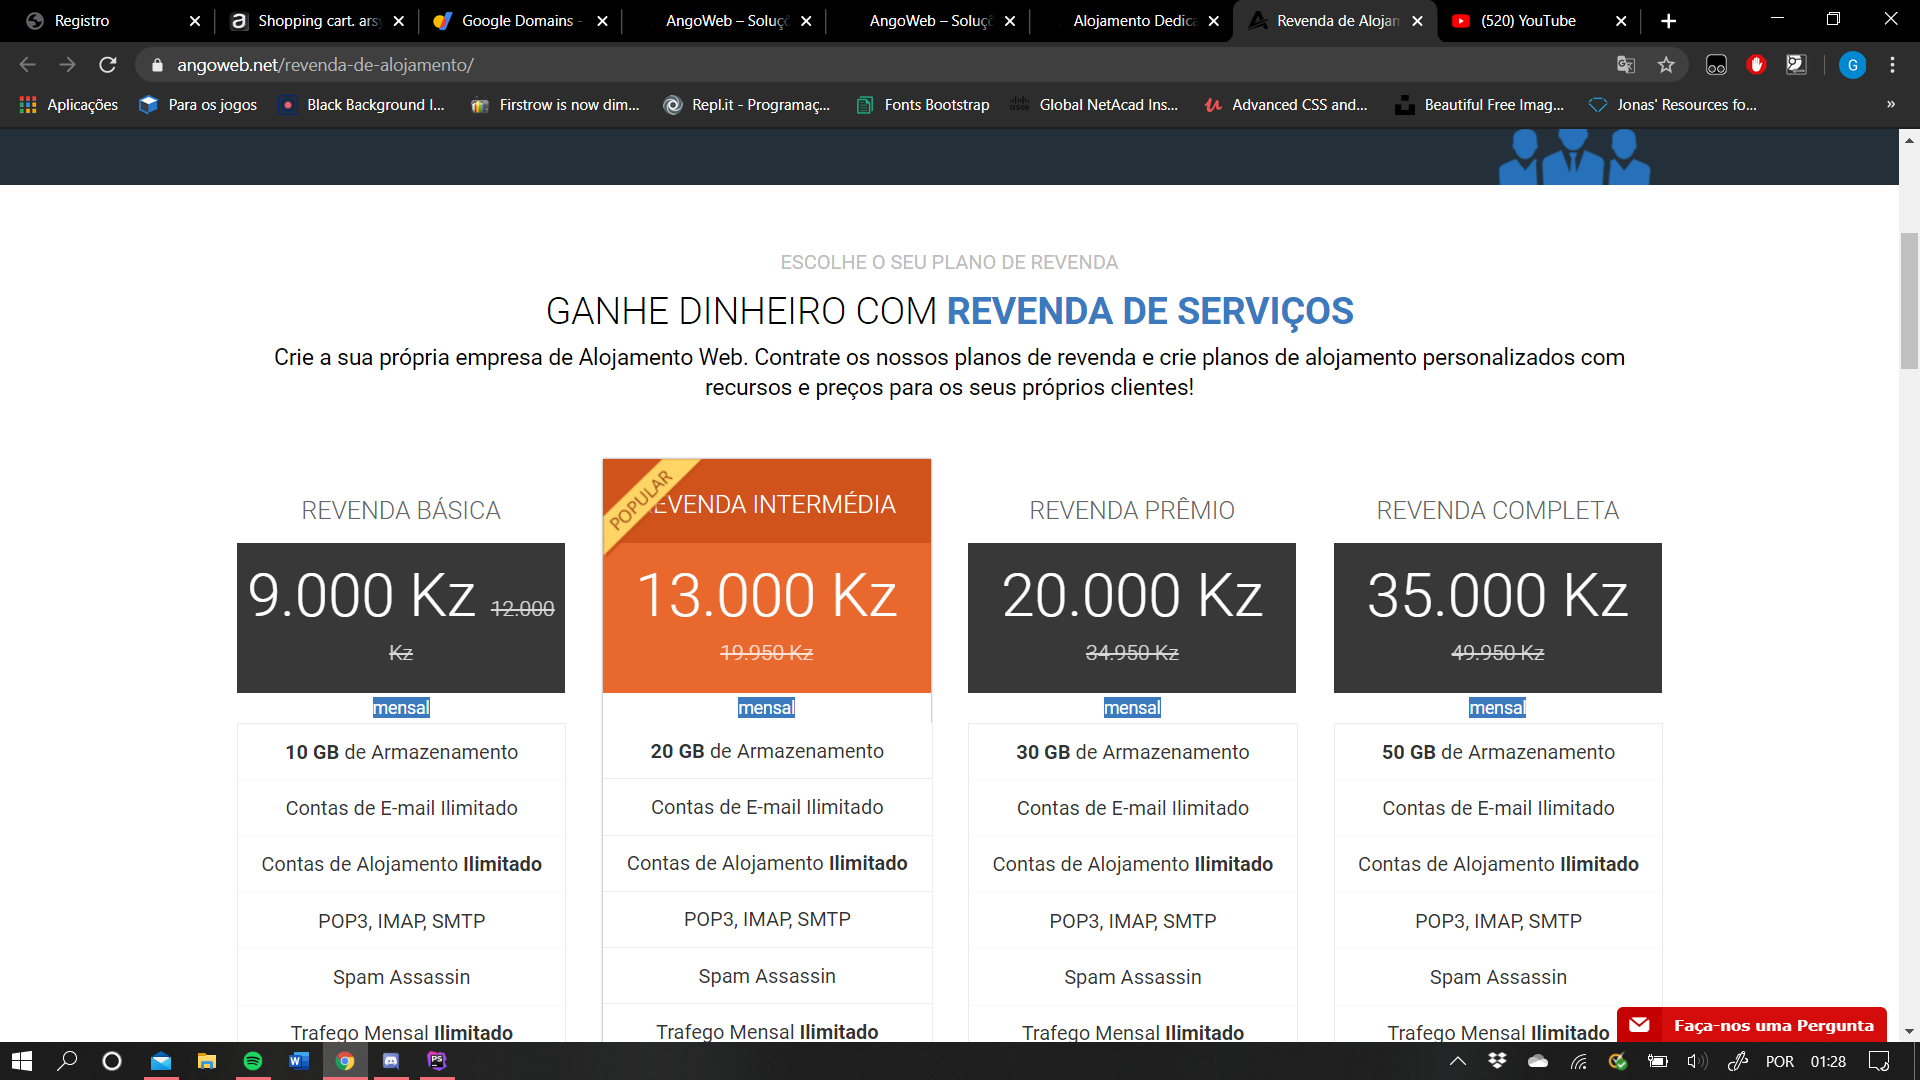 Registro
Shopping cart. arsy
Google Domains -
AngoWeb – Soluçõ
AngoWeb – Soluçõ
Alojamento Dedica
Revenda de Alojam
(520) YouTube
angoweb.net/revenda-de-alojamento/
G
Aplicações
Para os jogos
Black Background I...
Firstrow is now dim...
Repl.it - Programaç...
Fonts Bootstrap
Global NetAcad Ins...
Advanced CSS and...
Beautiful Free Imag...
Jonas' Resources fo...
»
ESCOLHE O SEU PLANO DE REVENDA
GANHE DINHEIRO COM REVENDA DE SERVIÇOS
Crie a sua própria empresa de Alojamento Web. Contrate os nossos planos de revenda e crie planos de alojamento personalizados com
recursos e preços para os seus próprios clientes!
REVENDA BÁSICA
9.000 Kz 12.000
Kz
mensal
10 GB de Armazenamento
Contas de E-mail Ilimitado
Contas de Alojamento Ilimitado
POP3, IMAP, SMTP
Spam Assassin
Trafego Mensal Ilimitado
POPULAR
EVENDA INTERMÉDIA
13.000 Kz
19.950 Kz
mensal
20 GB de Armazenamento
Contas de E-mail Ilimitado
Contas de Alojamento Ilimitado
POP3, IMAP, SMTP
Spam Assassin
Trafego Mensal Ilimitado
REVENDA PRÊMIO
20.000 Kz
34.950 Kz
mensal
30 GB de Armazenamento
Contas de E-mail Ilimitado
Contas de Alojamento Ilimitado
POP3, IMAP, SMTP
Spam Assassin
Trafego Mensal Ilimitado
REVENDA COMPLETA
35.000 Kz
49.950 Kz
mensal
50 GB de Armazenamento
Contas de E-mail Ilimitado
Contas de Alojamento Ilimitado
POP3, IMAP, SMTP
Spam Assassin
Trafego Mensal Ilimitado
Faça-nos uma Pergunta
POR
01:28